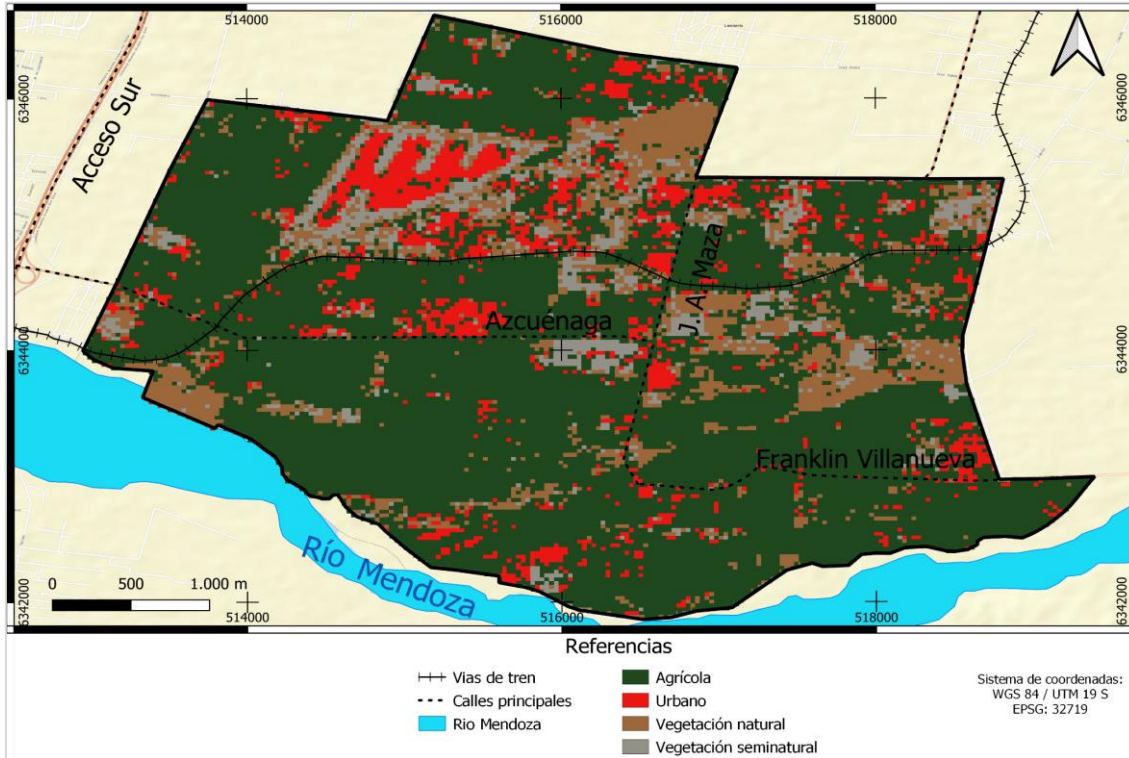 514000
516000
518000
6346000
6346000
Acceso Sur
J. A. Maza
Azcuenaga
6344000
6344000
Franklin Villanueva
Río Mendoza
0 500 1.000 m
6342000
6342000
514000
516000
518000
Referencias
Vias de tren
Calles principales
Rio Mendoza
Agrícola
Urbano
Vegetación natural
Vegetación seminatural
Sistema de coordenadas:
WGS 84 / UTM 19 S
EPSG: 32719